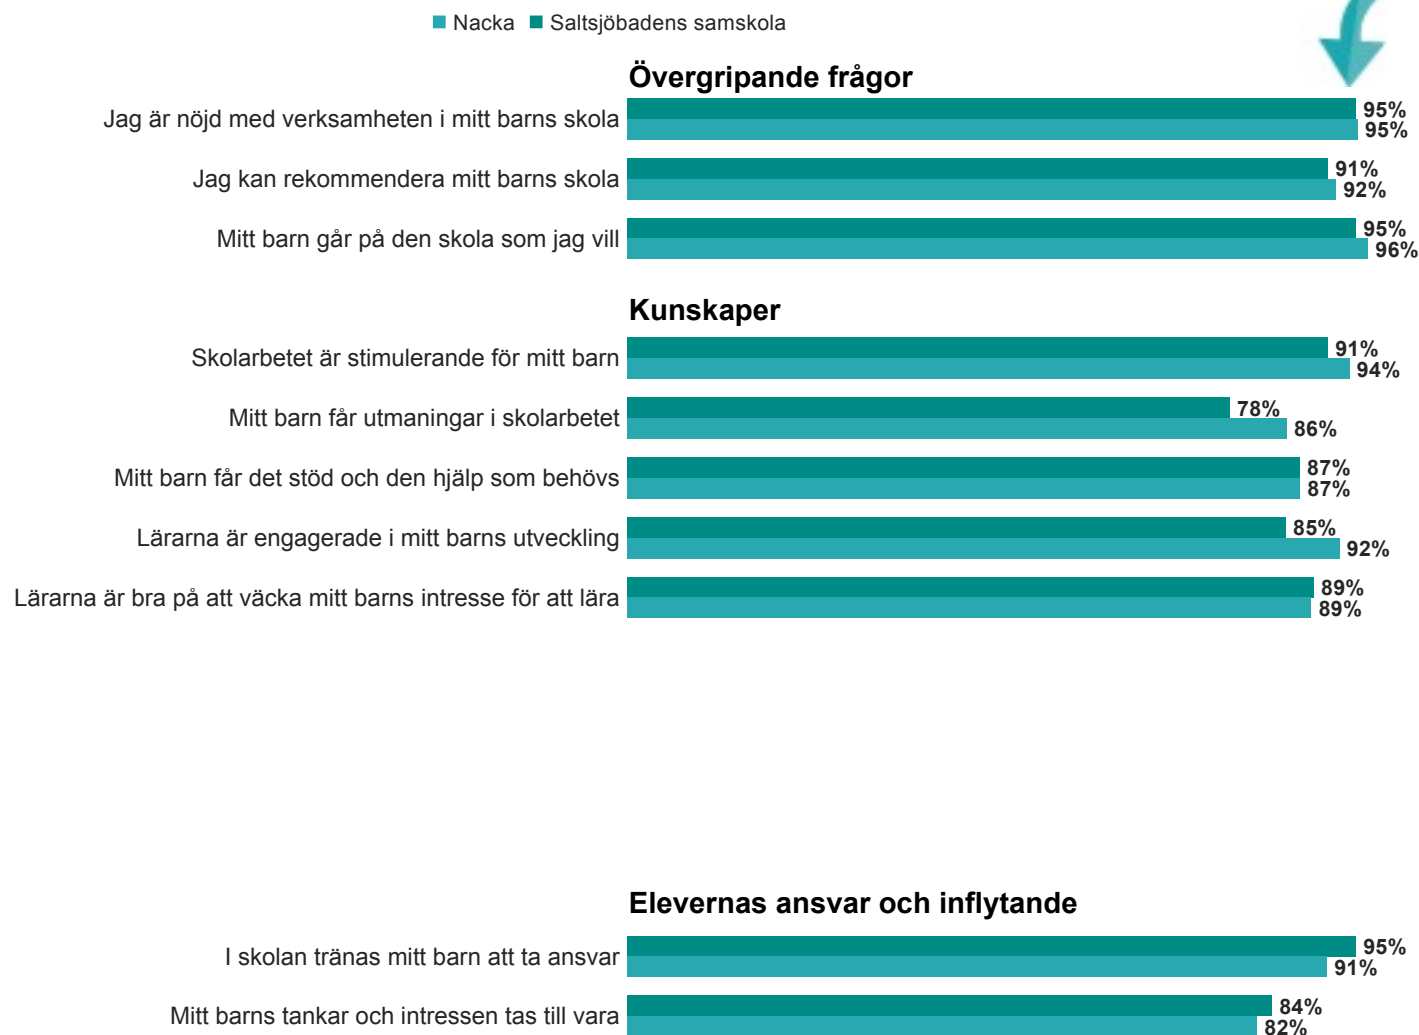 Nacka Saltsjöbadens samskola
Övergripande frågor
Jag är nöjd med verksamheten i mitt barns skola
95%
95%
Jag kan rekommendera mitt barns skola
91%
92%
Mitt barn går på den skola som jag vill
95%
96%
Kunskaper
Skolarbetet är stimulerande för mitt barn
91%
94%
Mitt barn får utmaningar i skolarbetet
78%
86%
Mitt barn får det stöd och den hjälp som behövs
87%
87%
Lärarna är engagerade i mitt barns utveckling
85%
92%
Lärarna är bra på att väcka mitt barns intresse för att lära
89%
89%
Elevernas ansvar och inflytande
I skolan tränas mitt barn att ta ansvar
95%
91%
Mitt barns tankar och intressen tas till vara
84%
82%